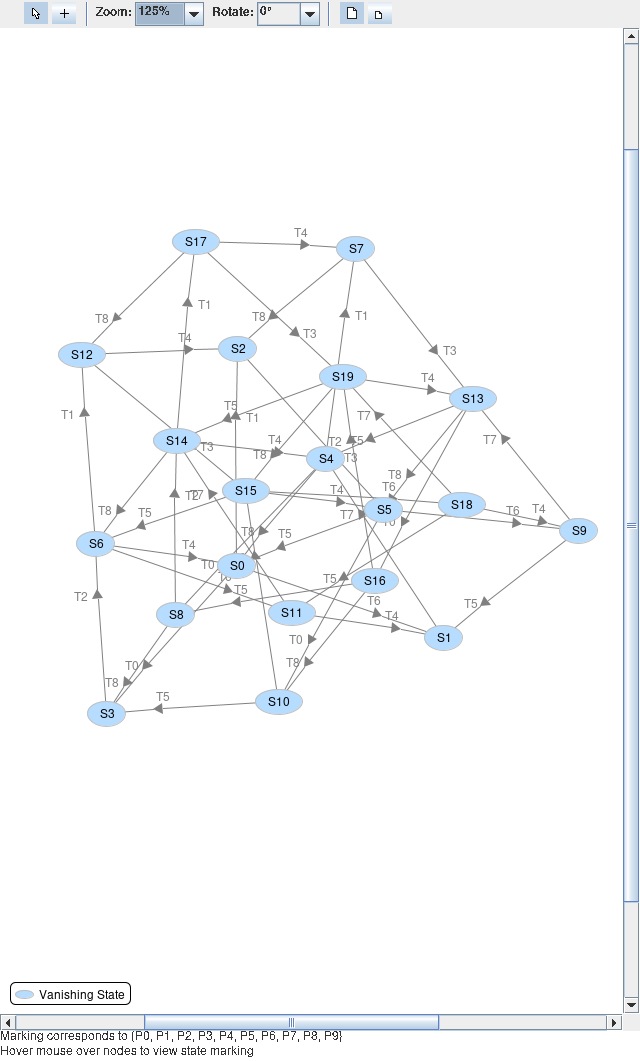 Zoom: 125% Rotate: 0°
T4
S17
S7
T1
T8
T8
T1
T3
T3
T4
S12
S2
S19
T4
S13
T1
T5
T1
T7
S14
T4
T3
T2
T5
T7
T8
S4
T3
T8
S15
T4
T6
T2
T8
T5
T7
S5
S18
T6
T4
S9
S6
T4
T8
T5
S0
T0
T5
T5
S16
S8
S11
T6
T4
T5
S1
T2
T0
T0
T8
T8
S3
T5
S10
Vanishing State
Marking corresponds to {P0, P1, P2, P3, P4, P5, P6, P7, P8, P9}
Hover mouse over nodes to view state marking